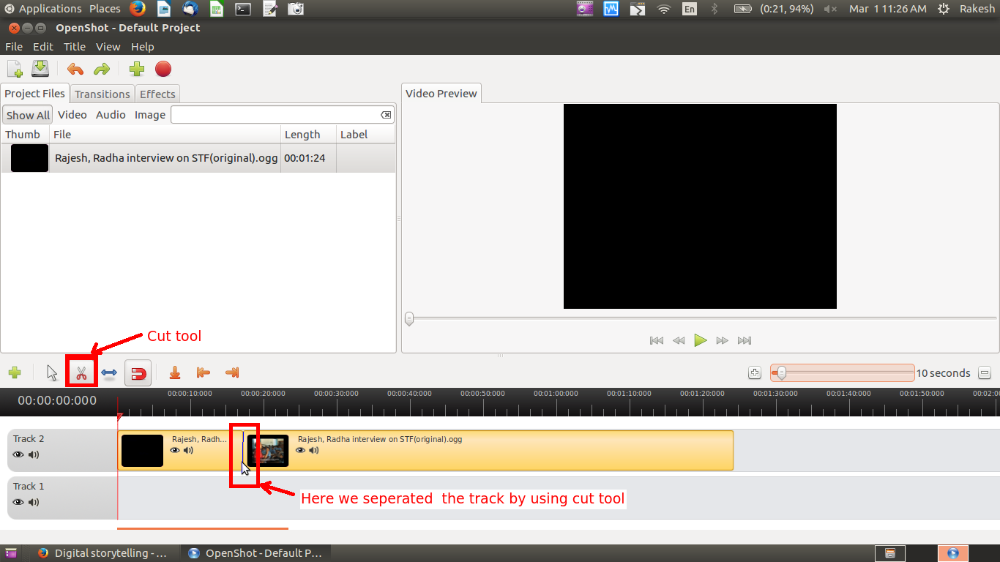 Applications Places En (0:21, 94%) Mar 1 11:26 AM Rakesh
OpenShot - Default Project
File Edit Title View Help
Project Files Transitions Effects Video Preview
Show All Video Audio Image
Thumb File Length Label
Rajesh, Radha interview on STF(original).ogg 00:01:24
Cut tool
10 seconds
00:00:00:000 00:00:10:000 00:00:20:000 00:00:30:000 00:00:40:000 00:00:50:000 00:01:00:000 00:01:10:000 00:01:20:000 00:01:30:000 00:01:40:000 00:01:50:000 00:02:0
Track 2 Rajesh, Radh... Rajesh, Radha interview on STF(original).ogg
Track 1
Here we seperated the track by using cut tool
Digital storytelling - ... OpenShot - Default P...